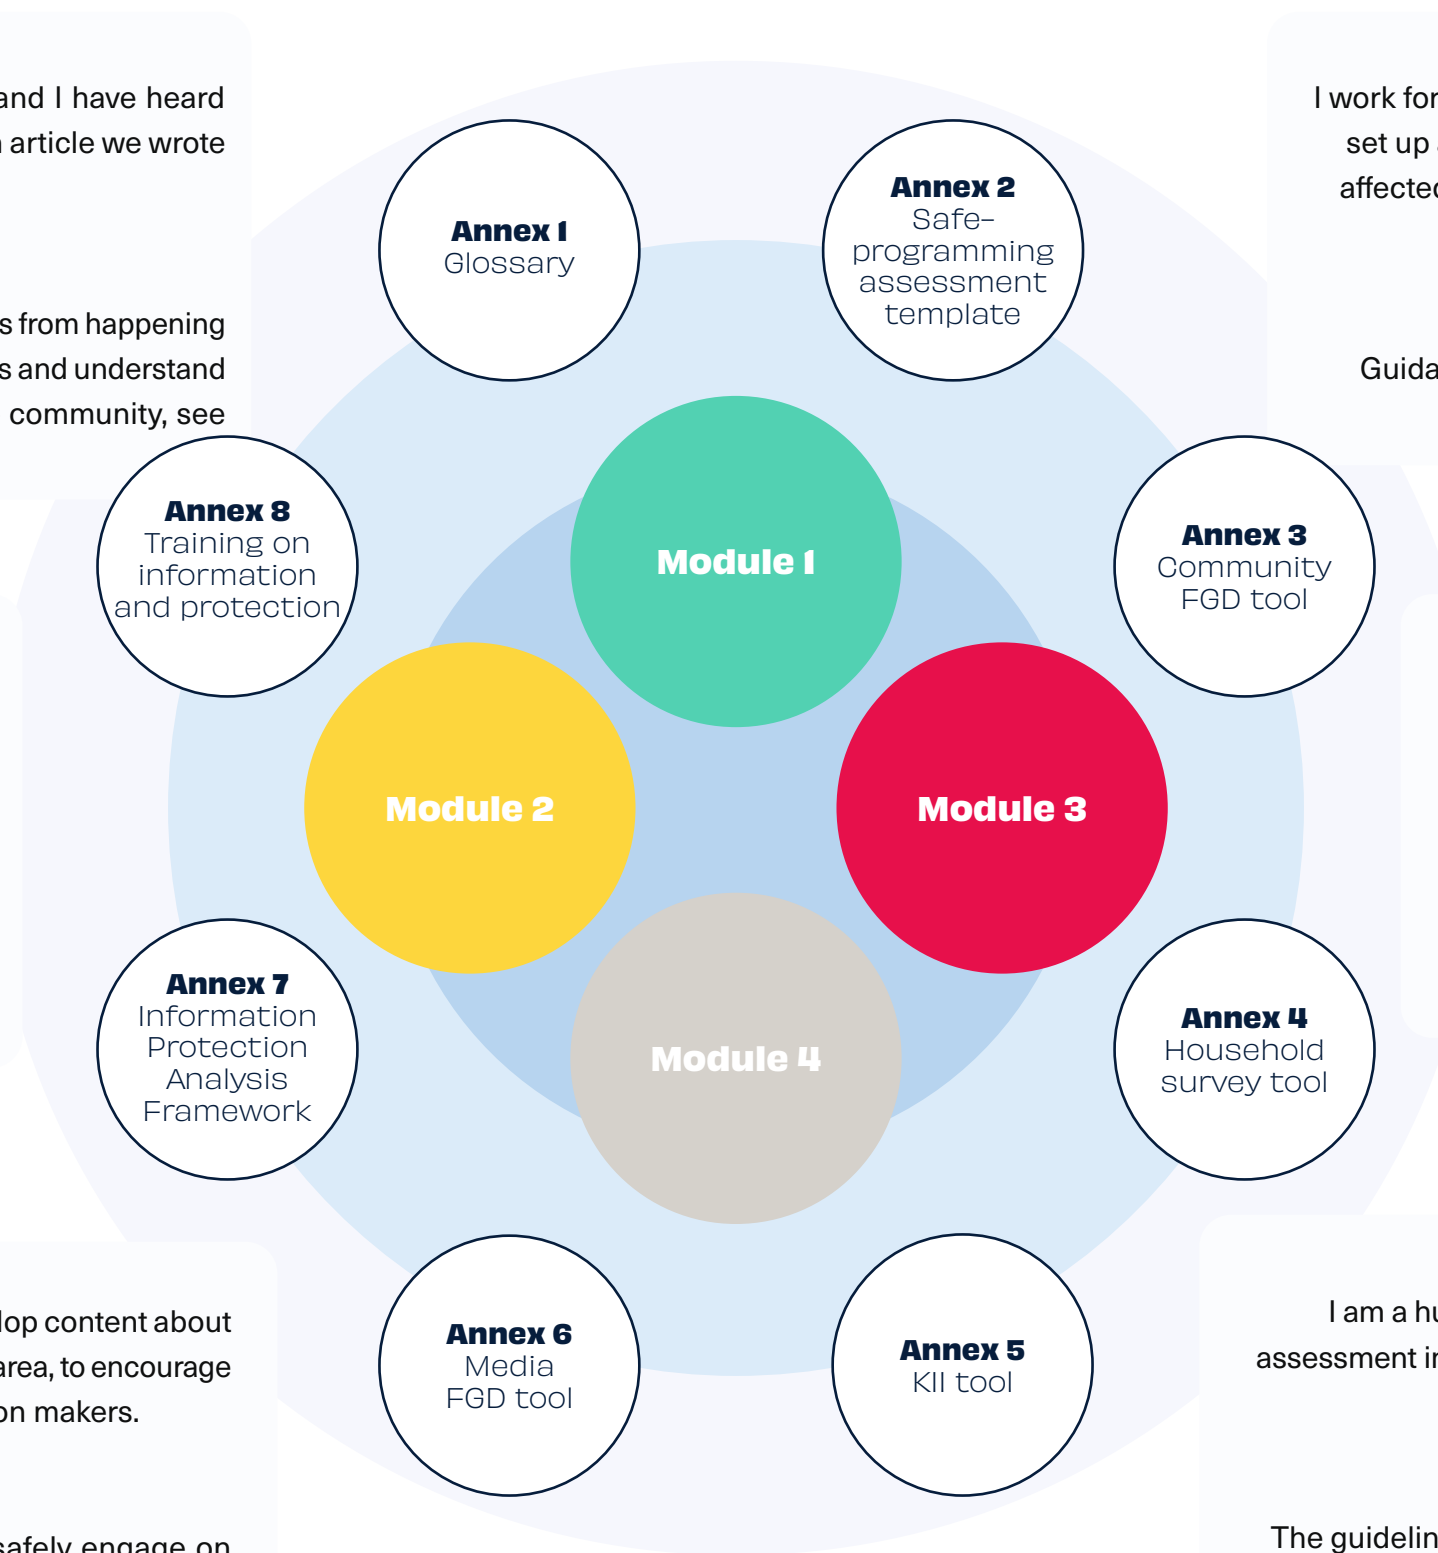 and I have heard
article we wrote
s from happening
s and understand
community, see
I work for
set up
affected
Annex 1
Glossary
Annex 2
Safe-
programming
assessment
template
Annex 8
Training on
information
and protection
Module 1
Annex 3
Community
FGD tool
Module 2
Module 3
Annex 7
Information
Protection
Analysis
Framework
Module 4
Annex 4
Household
survey tool
content about
area, to encourage
makers.
safely engage on
Annex 6
Media
FGD tool
Annex 5
KII tool
I am a
assessment
The